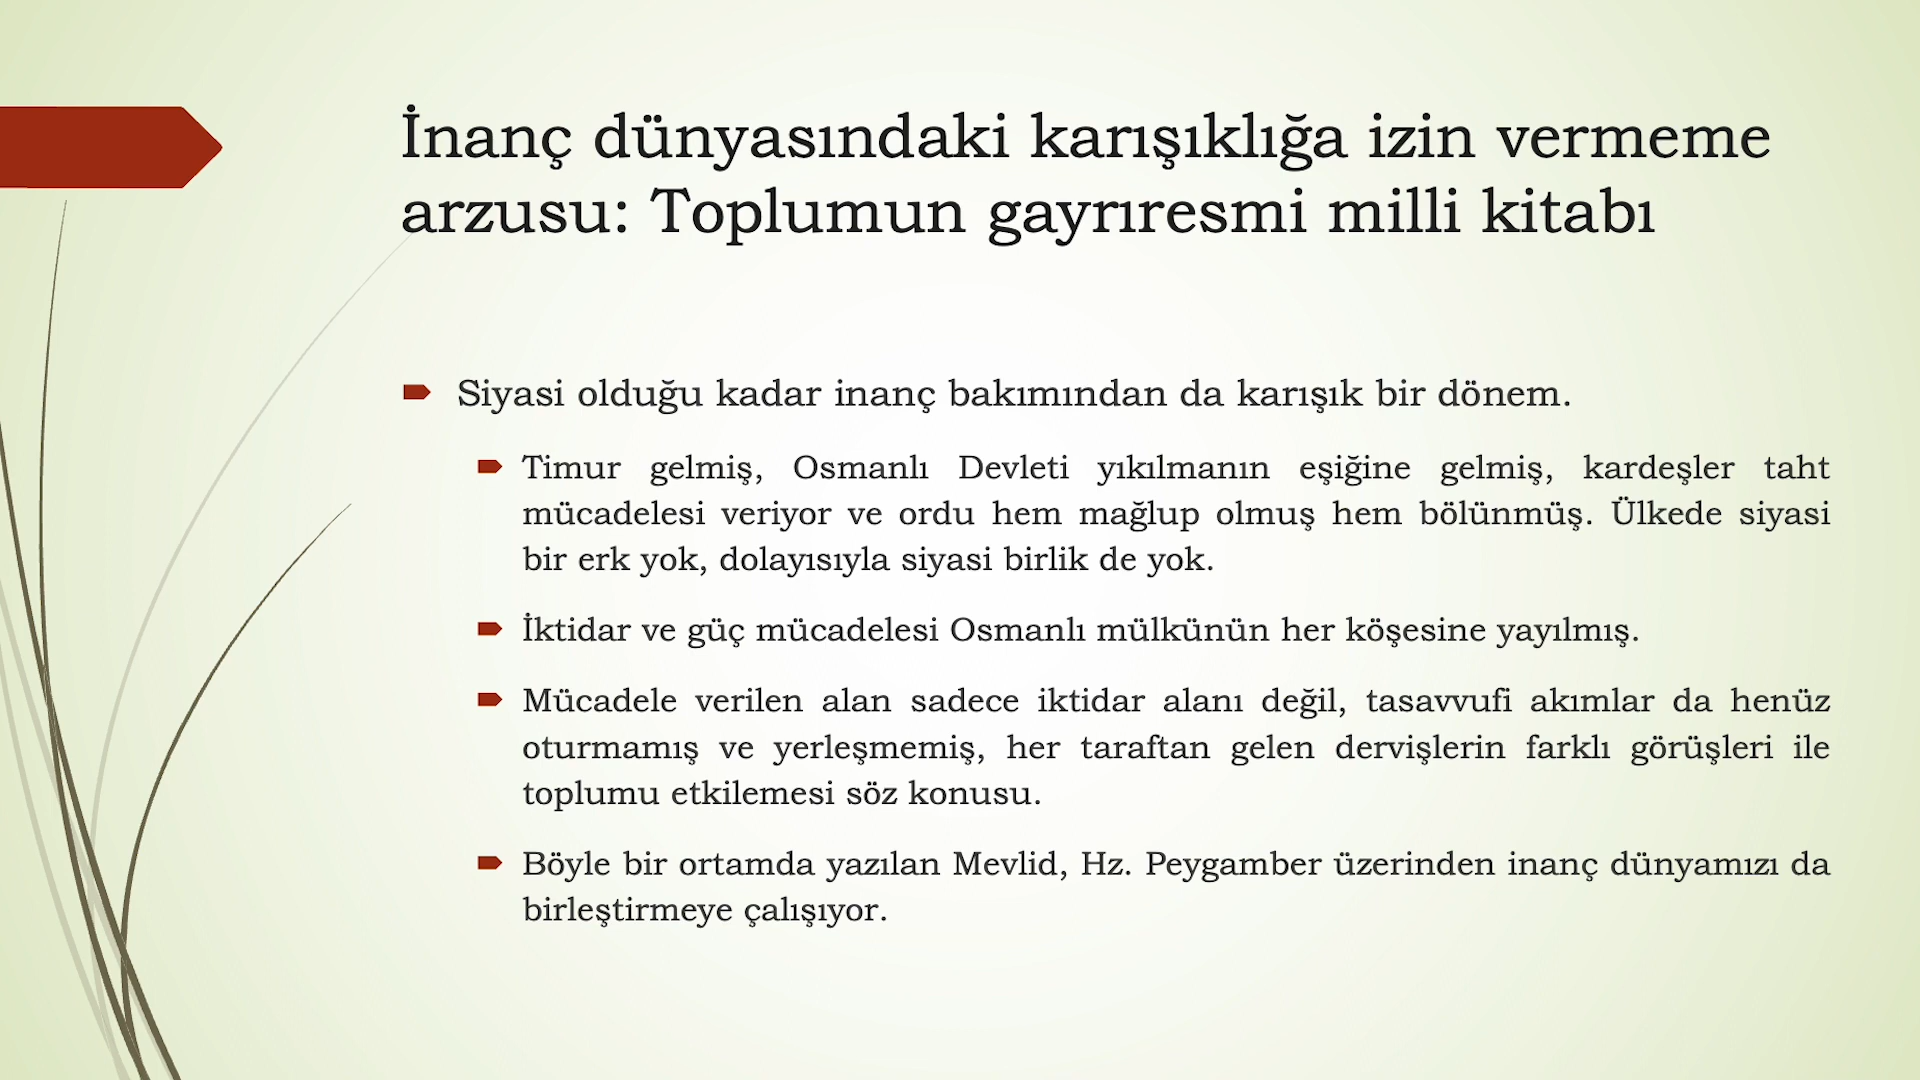 İnanç dünyasındaki karışıklığa izin vermeme
arzusu: Toplumun gayrıresmi milli kitabı
Siyasi olduğu kadar inanç bakımından da karışık bir dönem.
Timur gelmiş, Osmanlı Devleti yıkılmanın eşiğine gelmiş, kardeşler taht
mücadelesi veriyor ve ordu hem mağlup olmuş hem bölünmüş. Ülkede siyasi
bir erk yok, dolayısıyla siyasi birlik de yok.
İktidar ve güç mücadelesi Osmanlı mülkünün her köşesine yayılmış.
Mücadele verilen alan sadece iktidar alanı değil, tasavvufi akımlar da henüz
oturmamış ve yerleşmemiş, her taraftan gelen dervişlerin farklı görüşleri ile
toplumu etkilemesi söz konusu.
Böyle bir ortamda yazılan Mevlid, Hz. Peygamber üzerinden inanç dünyamızı da
birleştirmeye çalışıyor.